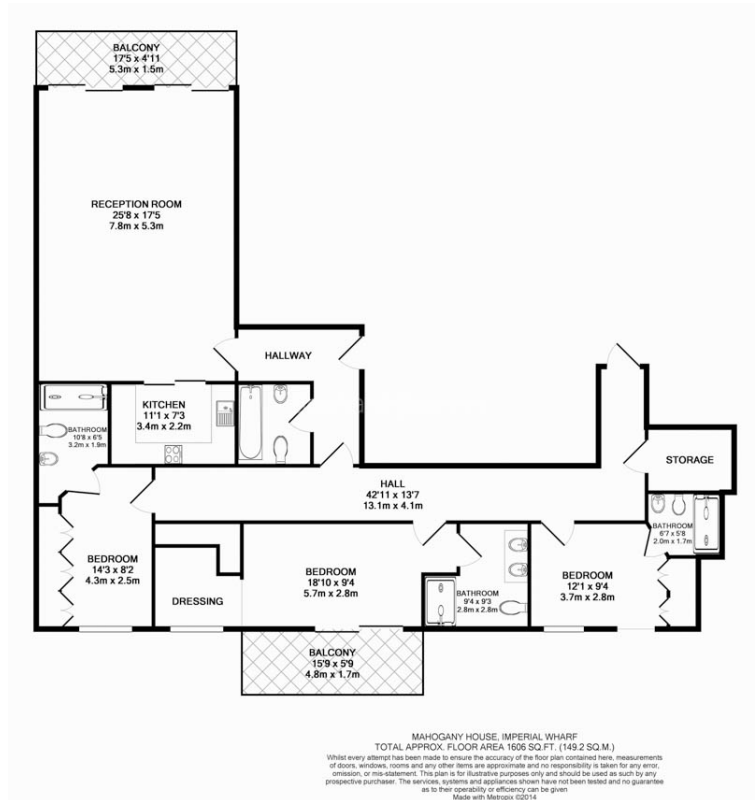 BALCONY
17'5 x 4'11
5.3m x 1.5m
RECEPTION ROOM
25'8 x 17'5
7.8m x 5.3m
HALLWAY
KITCHEN
11'1 x 7'3
3.4m x 2.2m
BATHROOM
10'8 x 6'5
3.2m x 1.9m
STORAGE
HALL
42'11 x 13'7
13.1m x 4.1m
BATHROOM
6'7 x 5'8
2.0m x 1.7m
BEDROOM
14'3 x 8'2
4.3m x 2.5m
BEDROOM
18'10 x 9'4
5.7m x 2.8m
BEDROOM
12'1 x 9'4
3.7m x 2.8m
DRESSING
BATHROOM
9'4 x 9'3
2.8m x 2.8m
BALCONY
15'9 x 5'9
4.8m x 1.7m
MAHOGANY HOUSE, IMPERIAL WHARF
TOTAL APPROX. FLOOR AREA 1606 SQ.FT. (149.2 SQ.M.)
Whilst every attempt has been made to ensure the accuracy of the floor plan contained here, measurements
of doors, windows, rooms and any other items are approximate and no responsibility is taken for any error,
omission, or mis-statement. This plan is for illustrative purposes only and should be used as such by any
prospective purchaser. The services, systems and appliances shown have not been tested and no guarantee
as to their operability or efficiency can be given
Made with Metropix ©2014